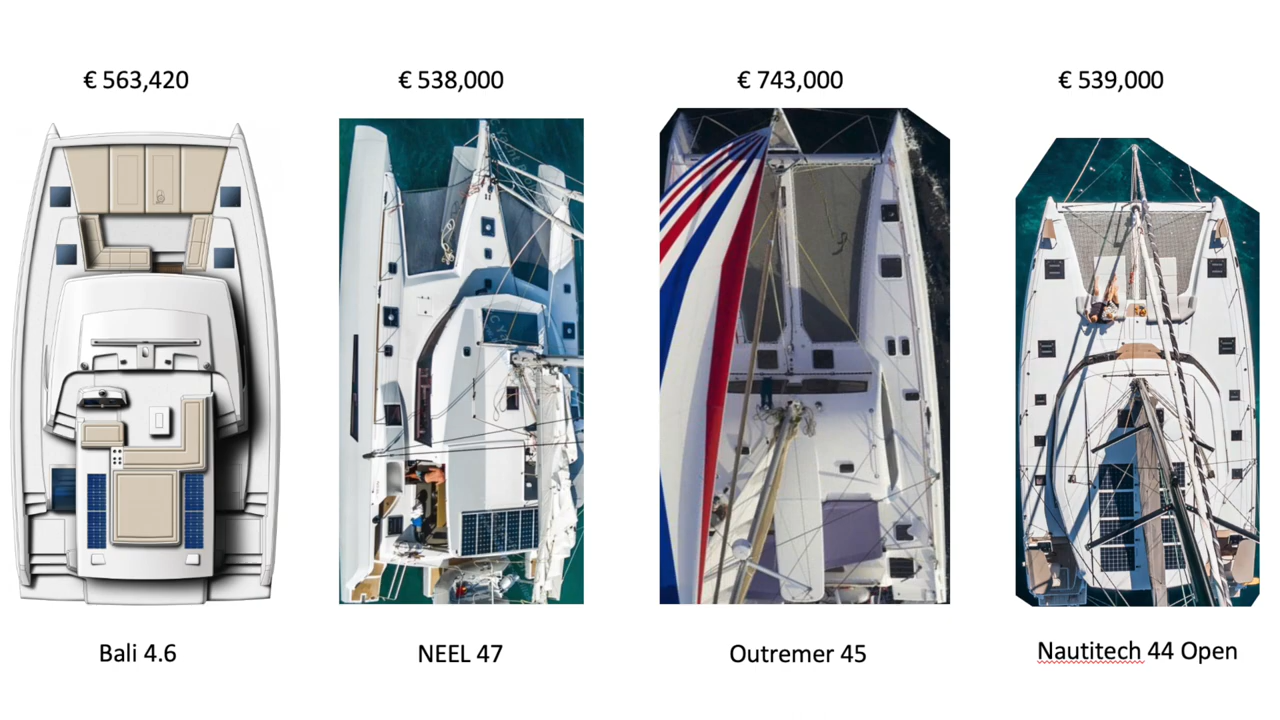 € 563,420
€ 538,000
€ 743,000
€ 539,000
Bali 4.6
NEEL 47
Outremer 45
Nautitech 44 Open